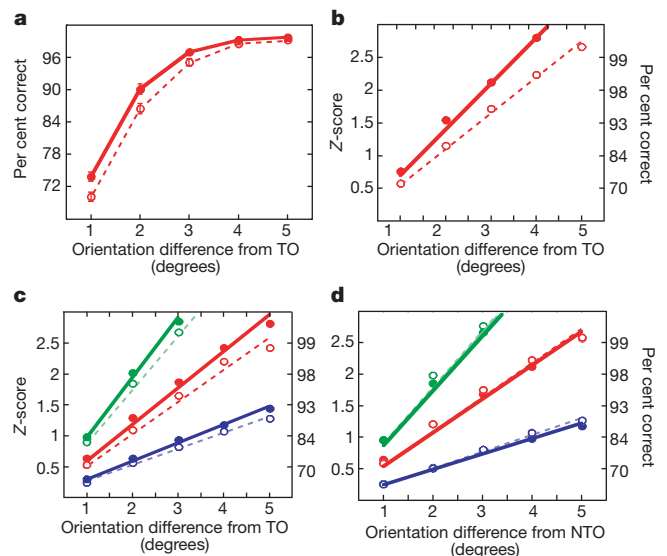 a
Per cent correct
96
90
84
78
72
1 2 3 4 5
Orientation difference from TO
(degrees)
b
Z-score
2.5
2
1.5
1
0.5
99
98
93
84
70
Per cent correct
1 2 3 4 5
Orientation difference from TO
(degrees)
c
Z-score
2.5
2
1.5
1
0.5
99
98
93
84
70
1 2 3 4 5
Orientation difference from TO
(degrees)
d
2.5
2
1.5
1
0.5
99
98
93
84
70
Per cent correct
1 2 3 4 5
Orientation difference from NTO
(degrees)